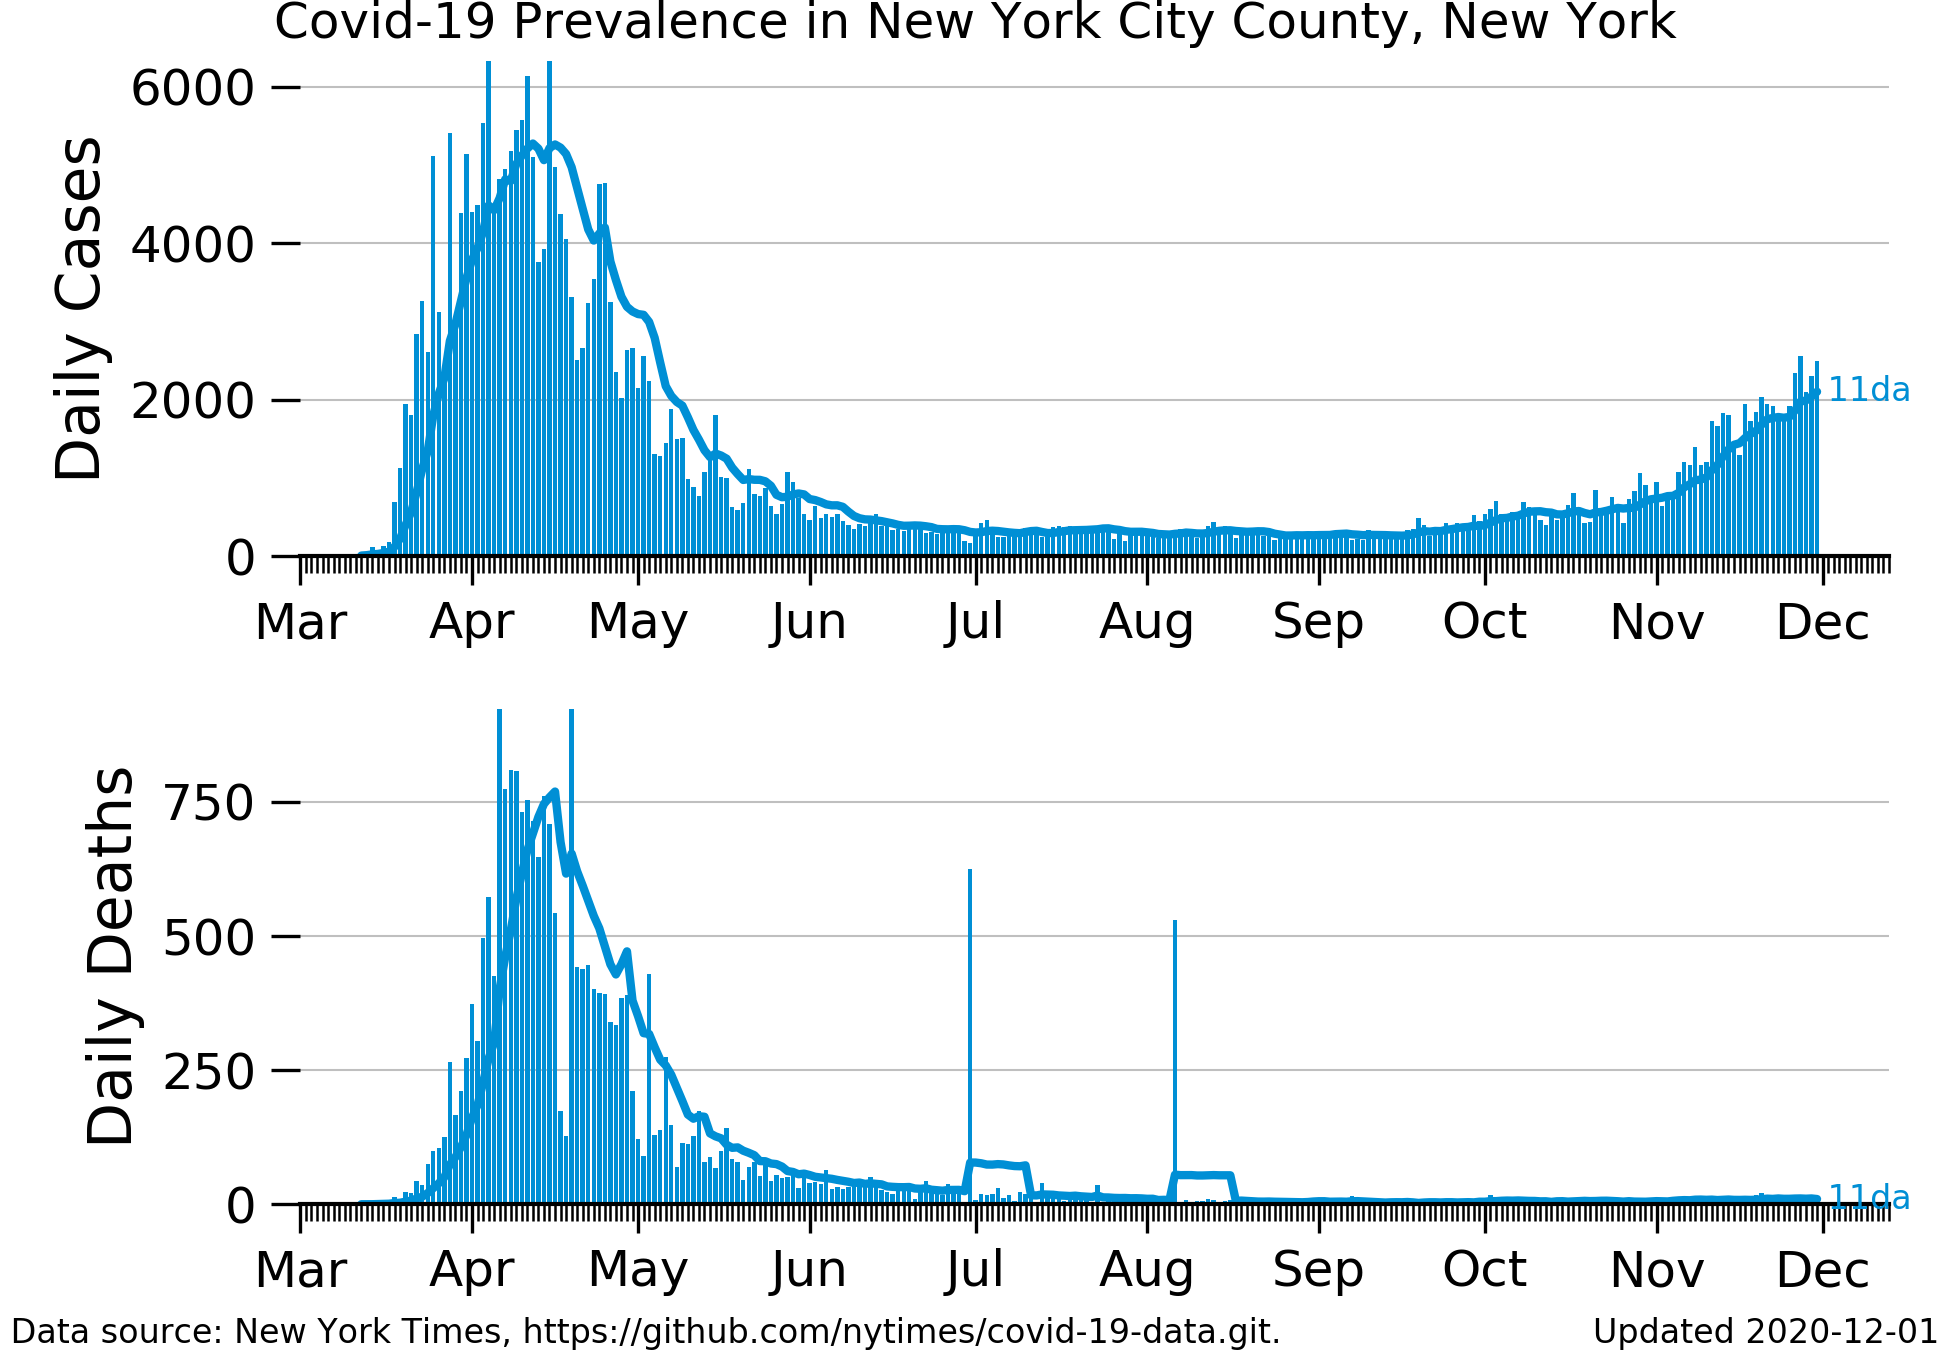 Covid-19 Prevalence in New York City County, New York
Daily Cases
6000
4000
2000
0
11da
Mar Apr May Jun Jul Aug Sep Oct Nov Dec
Daily Deaths
750
500
250
0
11da
Mar Apr May Jun Jul Aug Sep Oct Nov Dec
Data source: New York Times, https://github.com/nytimes/covid-19-data.git. Updated 2020-12-01